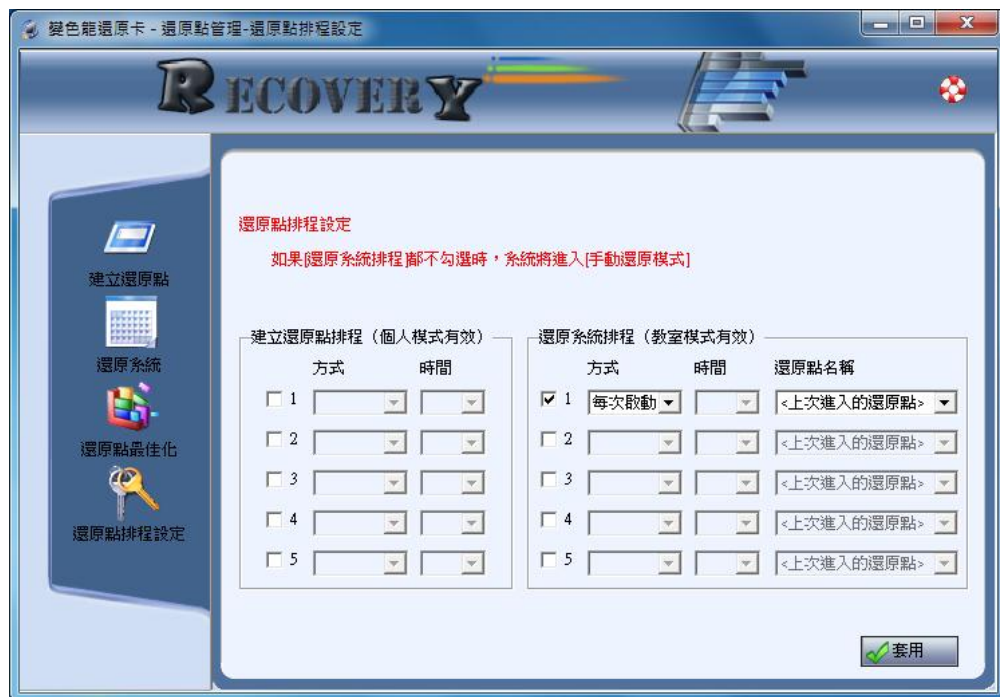 變色龍還原卡 - 還原點管理-還原點排程設定
RECOVERY
建立還原點
還原系統
還原點最佳化
還原點排程設定
還原點排程設定
如果[還原系統排程]都不勾選時，系統將進入[手動還原模式]
建立還原點排程（個人模式有效）
方式 時間
1
2
3
4
5
還原系統排程（教室模式有效）
方式 時間 還原點名稱
1 每次啟動 <上次進入的還原點>
2 <上次進入的還原點>
3 <上次進入的還原點>
4 <上次進入的還原點>
5 <上次進入的還原點>
套用